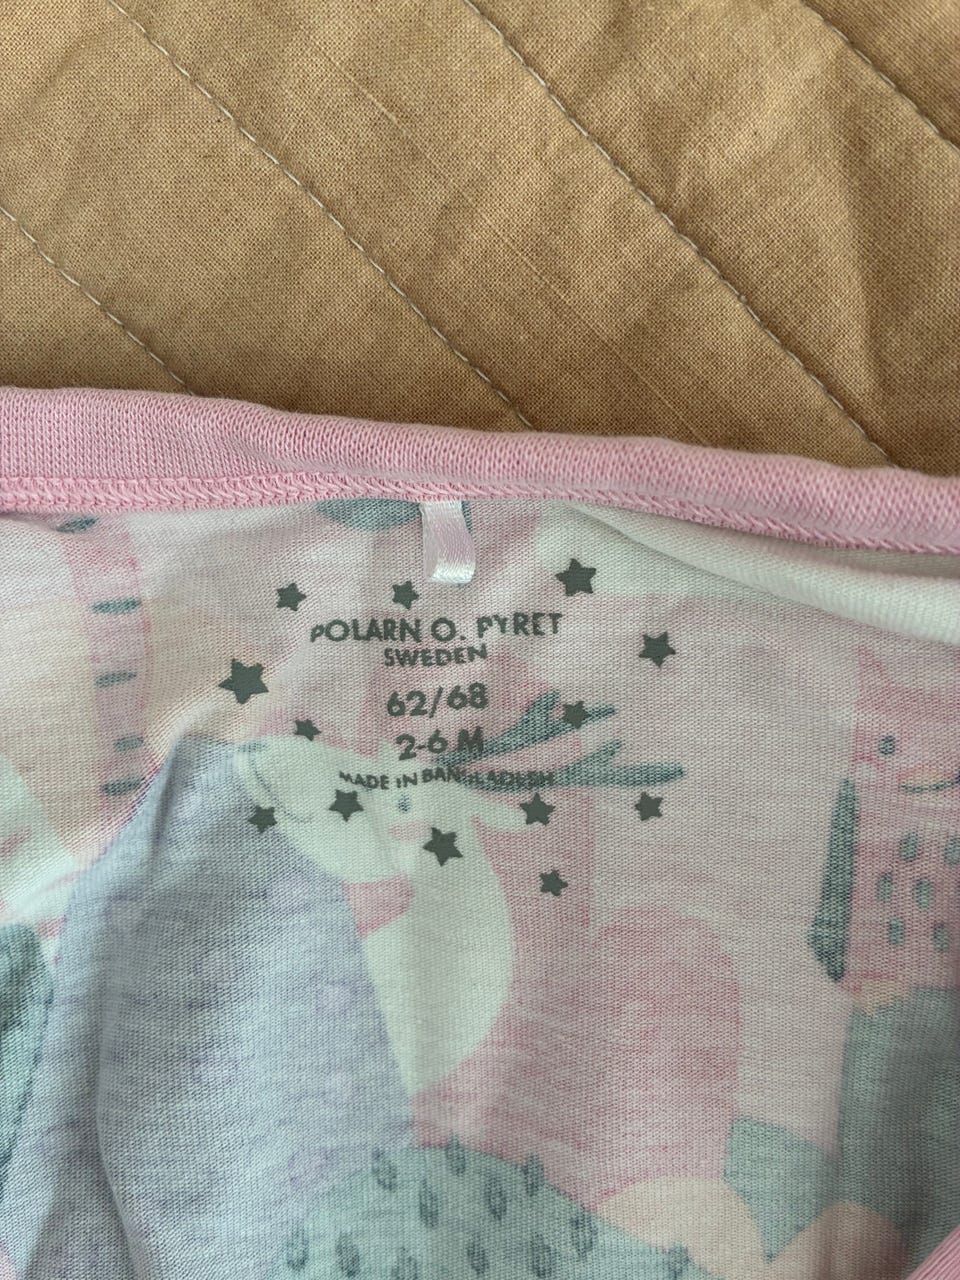 POLARN O. PYRET
SWEDEN
62/68
2-6 M
MADE IN BANGLADESH